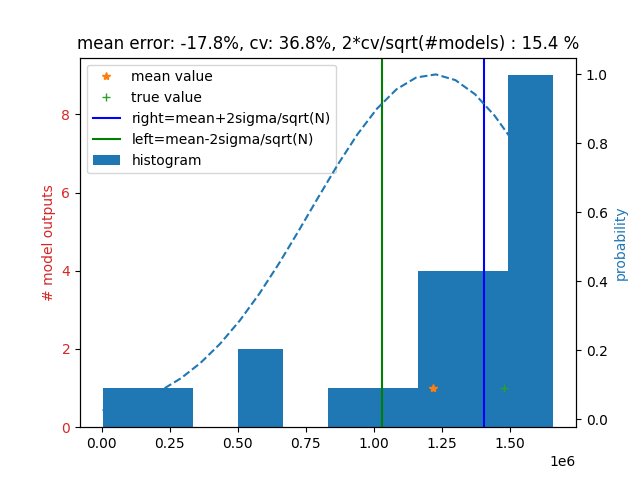 mean error: -17.8%, cv: 36.8%, 2*cv/sqrt(#models) : 15.4 %
mean value
true value
right=mean+2sigma/sqrt(N)
left=mean-2sigma/sqrt(N)
histogram
# model outputs
0
2
4
6
8
probability
0.0
0.2
0.4
0.6
0.8
1.0
0.00
0.25
0.50
0.75
1.00
1.25
1.50
1e6